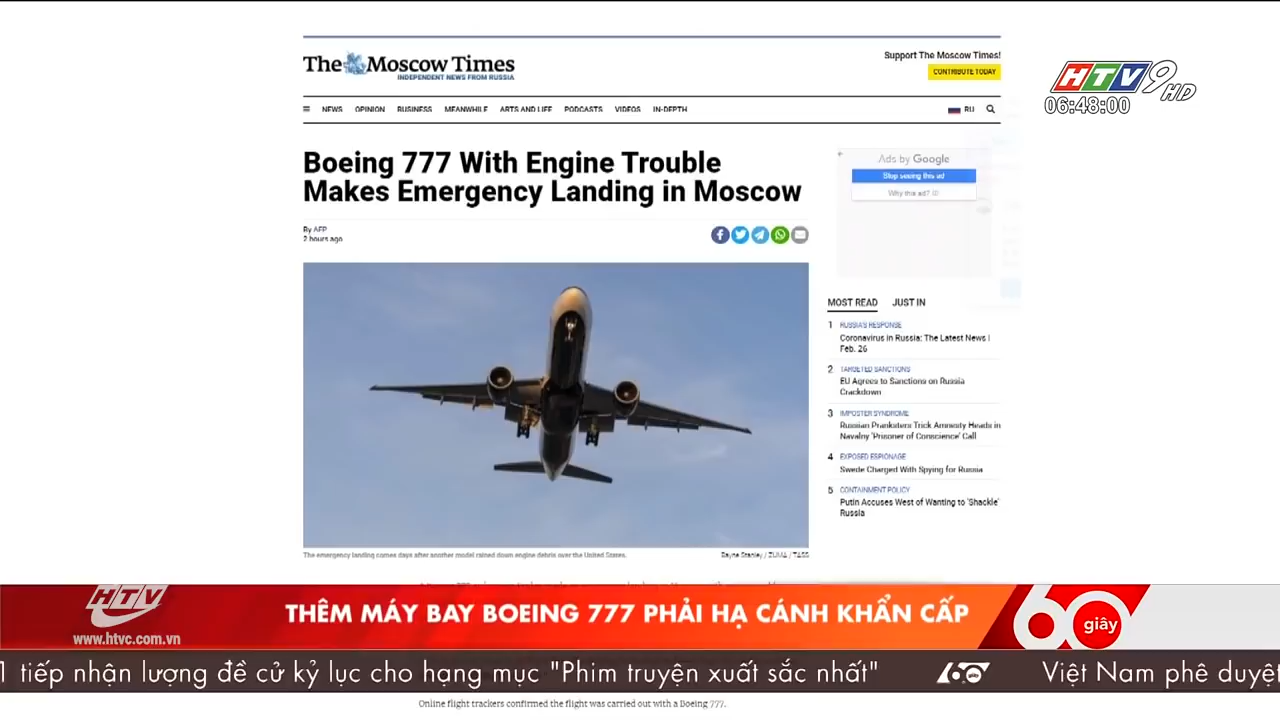 The Moscow Times
INDEPENDENT NEWS FROM RUSSIA
Support The Moscow Times!
CONTRIBUTE TODAY
HTV9 HD
06:48:00
NEWS OPINION BUSINESS MEANWHILE ARTS AND LIFE PODCASTS VIDEOS IN-DEPTH RU
Boeing 777 With Engine Trouble
Makes Emergency Landing in Moscow
By AFP
2 hours ago
Ads by Google
Stop seeing this ad
Why this ad?
MOST READ JUST IN
1 RUSSIA'S RESPONSE
Coronavirus in Russia: The Latest News |
Feb. 26
2 TARGETED SANCTIONS
EU Agrees to Sanctions on Russia
Crackdown
3 IMPOSTER SYNDROME
Russian Pranksters Trick Amnesty Heads in
Navalny 'Prisoner of Conscience' Call
4 EXPOSED ESPIONAGE
Swede Charged With Spying for Russia
5 CONTAINMENT POLICY
Putin Accuses West of Wanting to 'Shackle'
Russia
The emergency landing comes days after another model rained down engine debris over the United States.
Stanley / ZUMA / TASS
HTV
www.htvc.com.vn
THÊM MÁY BAY BOEING 777 PHẢI HẠ CÁNH KHẨN CẤP
60 giây
1 tiếp nhận lượng đề cử kỷ lục cho hạng mục "Phim truyện xuất sắc nhất" 60 giây Việt Nam phê duyệt
Online flight trackers confirmed the flight was carried out with a Boeing 777.